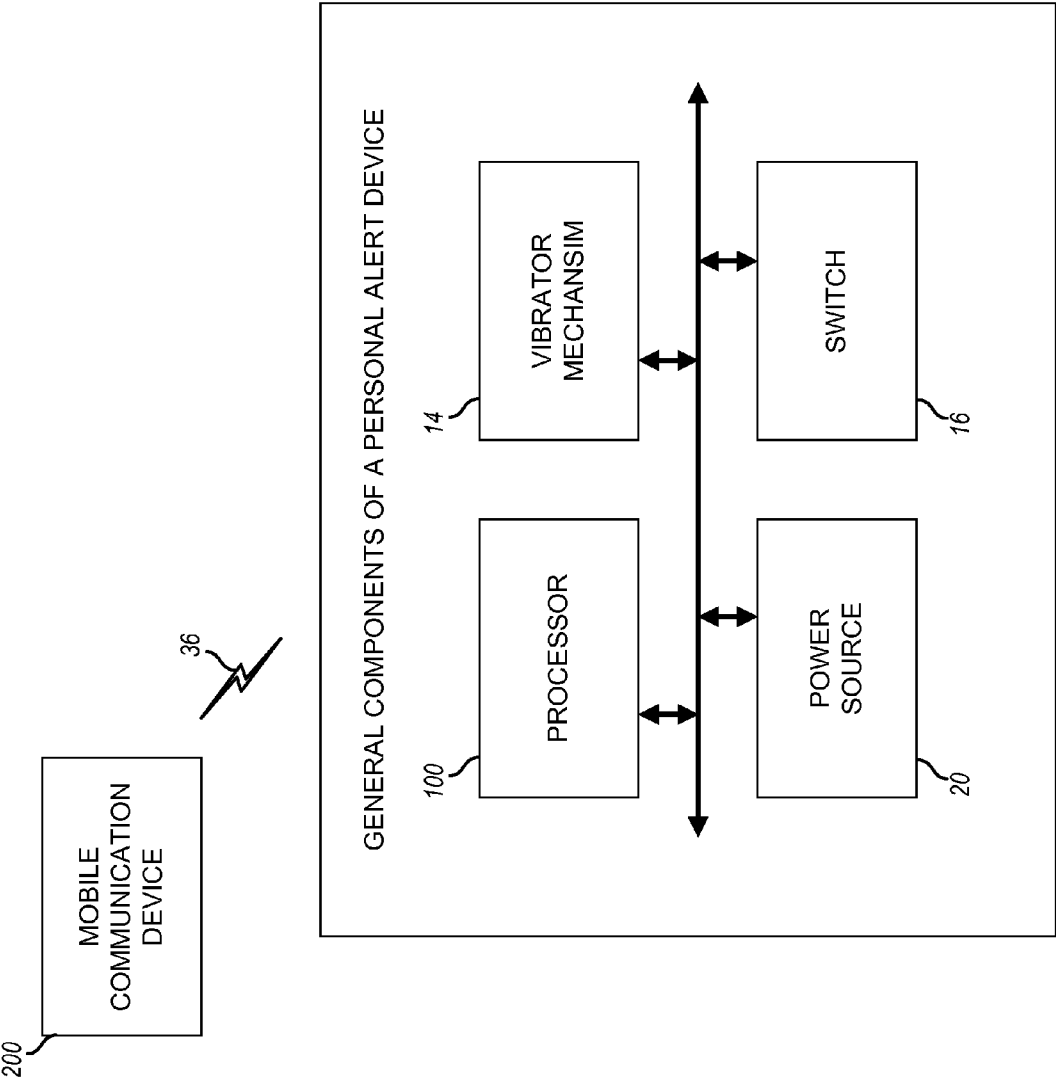 200
MOBILE
COMMUNICATION
DEVICE
36
GENERAL COMPONENTS OF A PERSONAL ALERT DEVICE
100
PROCESSOR
14
VIBRATOR
MECHANSIM
20
POWER
SOURCE
16
SWITCH